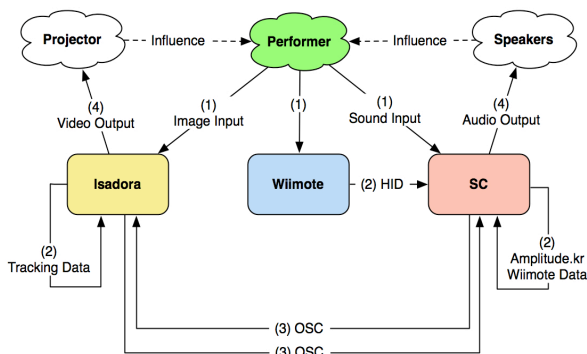 Projector
Influence
Performer
Influence
Speakers
(4)
Video Output
(1)
Image Input
(1)
(1)
Sound Input
(4)
Audio Output
Isadora
Wiimote
(2) HID
SC
(2)
Tracking Data
(2)
Amplitude.kr
Wiimote Data
(3) OSC
(3) OSC